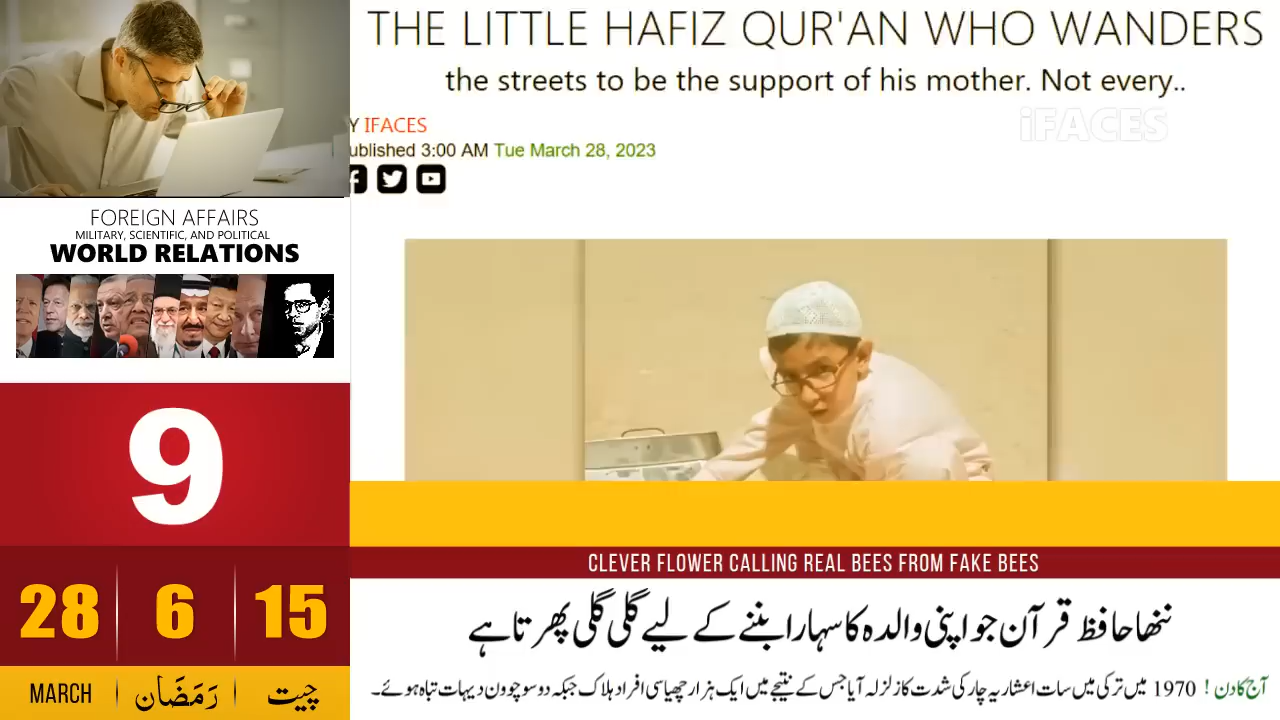 THE LITTLE HAFIZ QUR'AN WHO WANDERS
the streets to be the support of his mother. Not every..
iFACES
Y IFACES
ublished 3:00 AM Tue March 28, 2023
FOREIGN AFFAIRS
MILITARY, SCIENTIFIC, AND POLITICAL
WORLD RELATIONS
9
28 6 15
MARCH رَمَضَان چیت
CLEVER FLOWER CALLING REAL BEES FROM FAKE BEES
ننھا حافظ قرآن جو اپنی والدہ کا سہارا بننے کے لیے گلی گلی پھرتا ہے
آج کا دن ! 1970 میں ترکی میں سات اعشاریہ چار کی شدت کا زلزلہ آیا جس کے نتیجے میں ایک ہزار چھیاسی افراد ہلاک جبکہ دو سو چوون دیہات تباہ ہوئے۔